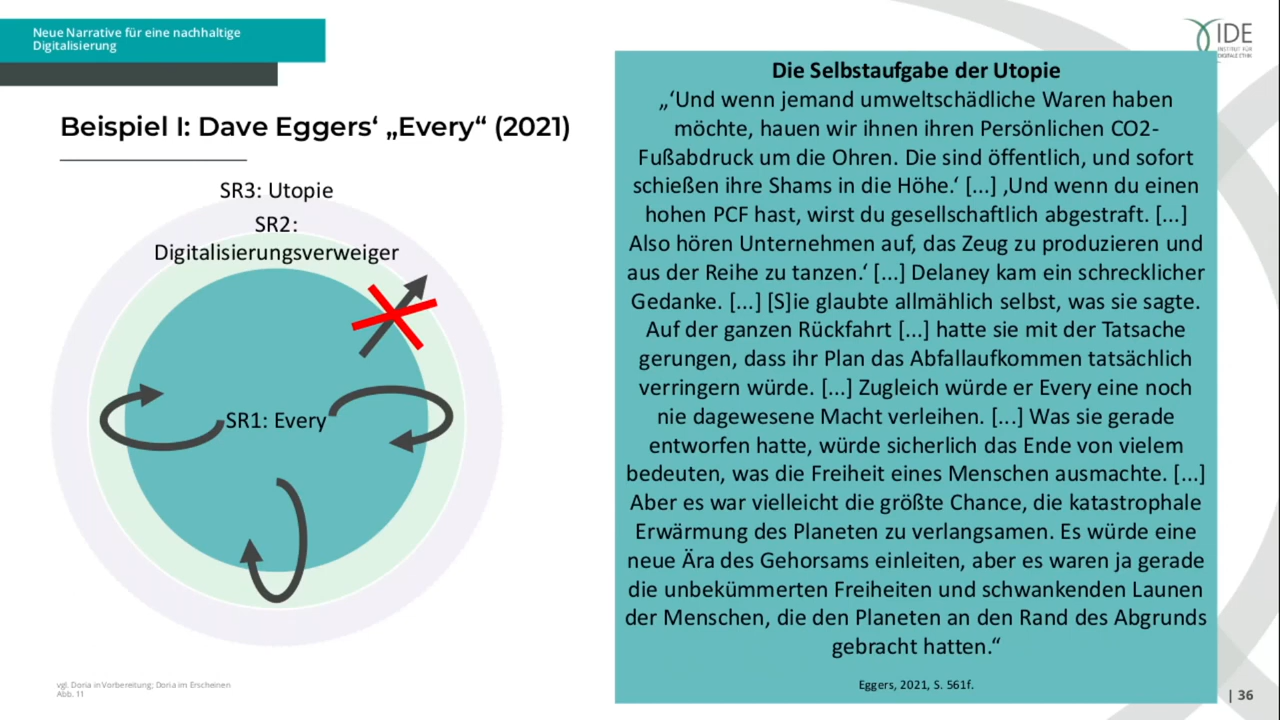 Neue Narrative für eine nachhaltige
Digitalisierung
IDE
INSTITUT FÜR
DIGITALE ETHIK
Beispiel I: Dave Eggers‘ „Every“ (2021)
SR3: Utopie
SR2:
Digitalisierungsverweiger
SR1: Every
Die Selbstaufgabe der Utopie
„‘Und wenn jemand umweltschädliche Waren haben
möchte, hauen wir ihnen ihren Persönlichen CO2-
Fußabdruck um die Ohren. Die sind öffentlich, und sofort
schießen ihre Shams in die Höhe.‘ [...] ‚Und wenn du einen
hohen PCF hast, wirst du gesellschaftlich abgestraft. [...]
Also hören Unternehmen auf, das Zeug zu produzieren und
aus der Reihe zu tanzen.‘ [...] Delaney kam ein schrecklicher
Gedanke. [...] [S]ie glaubte allmählich selbst, was sie sagte.
Auf der ganzen Rückfahrt [...] hatte sie mit der Tatsache
gerungen, dass ihr Plan das Abfallaufkommen tatsächlich
verringern würde. [...] Zugleich würde er Every eine noch
nie dagewesene Macht verleihen. [...] Was sie gerade
entworfen hatte, würde sicherlich das Ende von vielem
bedeuten, was die Freiheit eines Menschen ausmachte. [...]
Aber es war vielleicht die größte Chance, die katastrophale
Erwärmung des Planeten zu verlangsamen. Es würde eine
neue Ära des Gehorsams einleiten, aber es waren ja gerade
die unbekümmerten Freiheiten und schwankenden Launen
der Menschen, die den Planeten an den Rand des Abgrunds
gebracht hatten.“
Eggers, 2021, S. 561f.
vgl. Doria in Vorbereitung; Doria im Erscheinen
Abb. 11
| 36